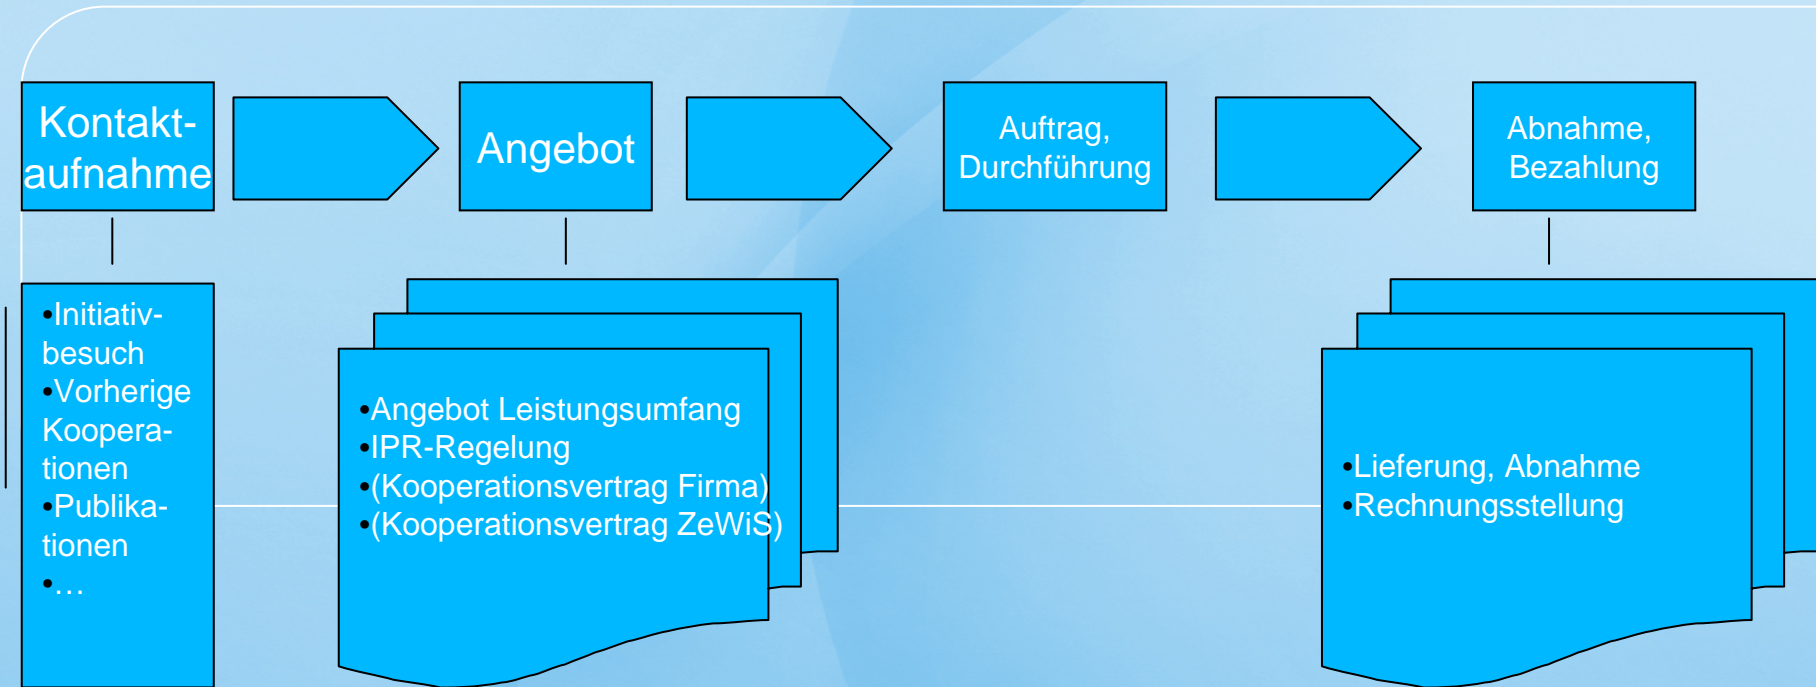 Kontakt-
aufnahme
Angebot
Auftrag,
Durchführung
Abnahme,
Bezahlung
•Initiativ-
besuch
•Vorherige
Koopera-
tionen
•Publika-
tionen
•…
•Angebot Leistungsumfang
•IPR-Regelung
•(Kooperationsvertrag Firma)
•(Kooperationsvertrag ZeWiS)
•Lieferung, Abnahme
•Rechnungsstellung